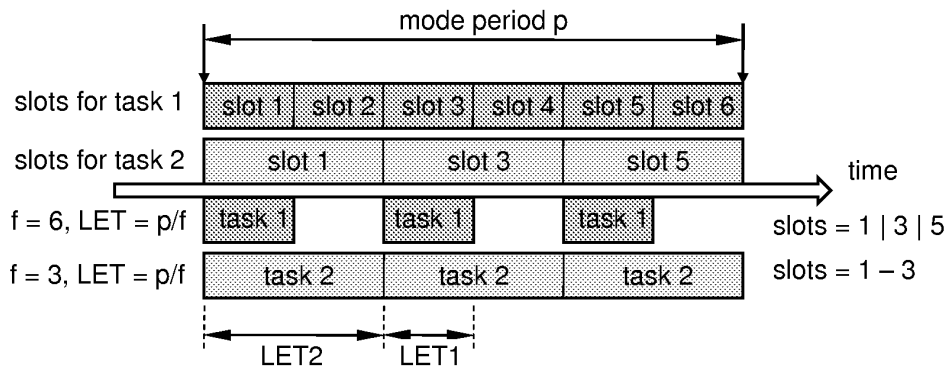 mode period p
slots for task 1 slot 1 slot 2 slot 3 slot 4 slot 5 slot 6
slots for task 2 slot 1 slot 3 slot 5
time
f = 6, LET = p/f task 1 task 1 task 1 slots = 1 | 3 | 5
f = 3, LET = p/f task 2 task 2 task 2 slots = 1 – 3
LET2 LET1